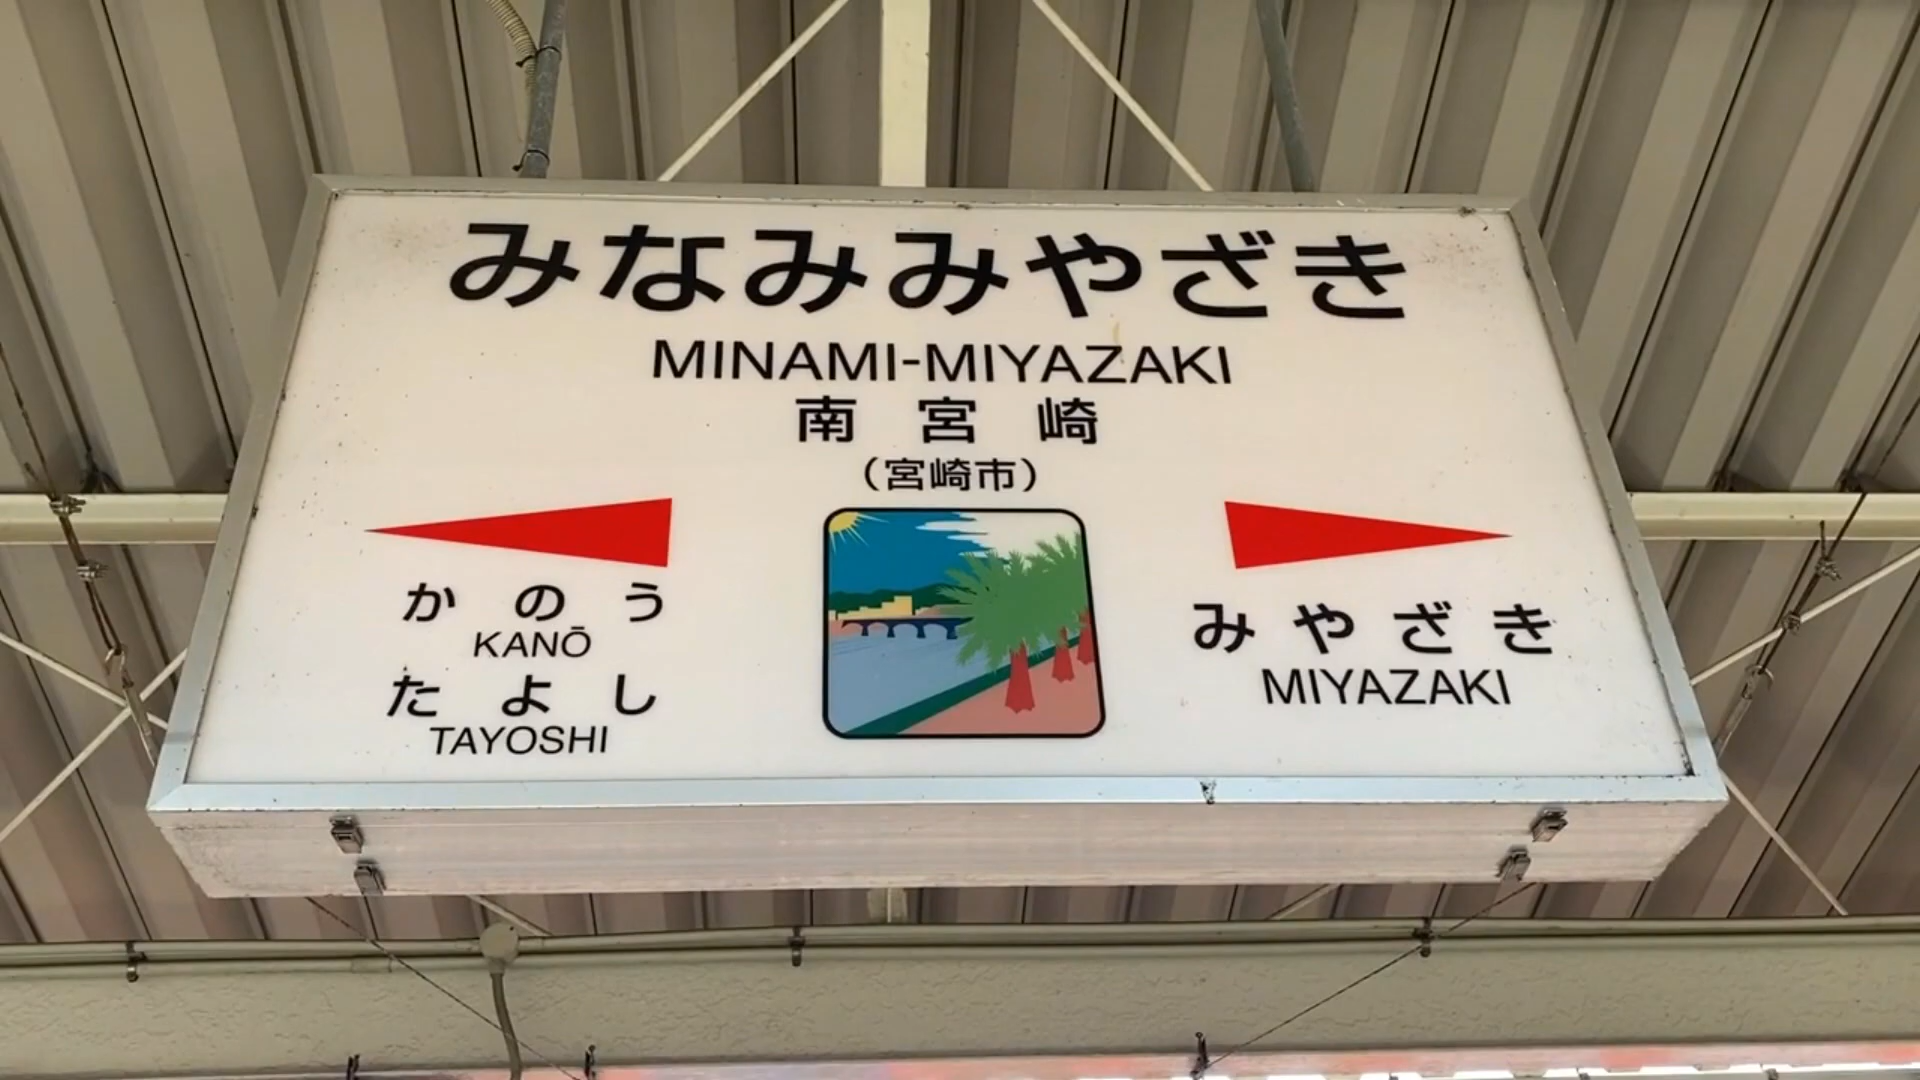 みなみみやざき
MINAMI-MIYAZAKI
南宮崎
(宮崎市)
かのう
KANŌ
たよし
TAYOSHI
みやざき
MIYAZAKI